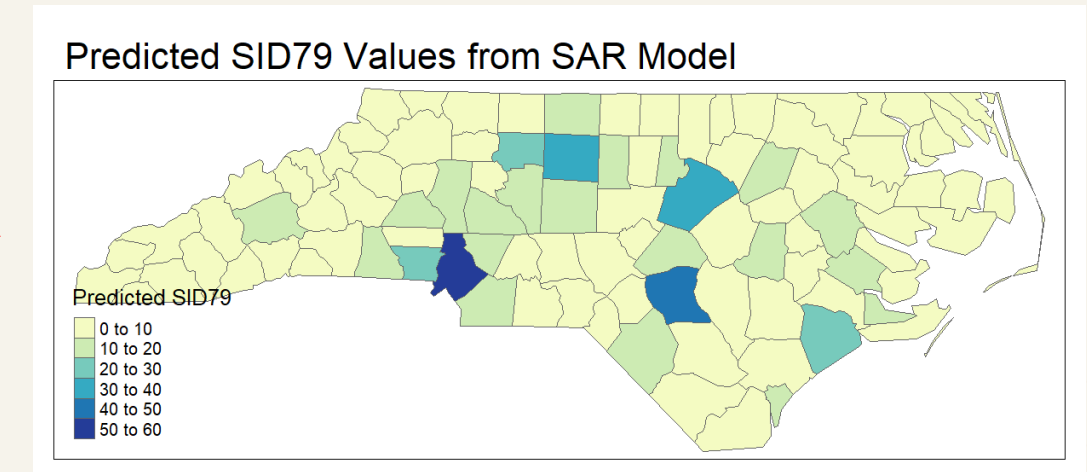 Predicted SID79 Values from SAR Model
Predicted SID79
0 to 10
10 to 20
20 to 30
30 to 40
40 to 50
50 to 60